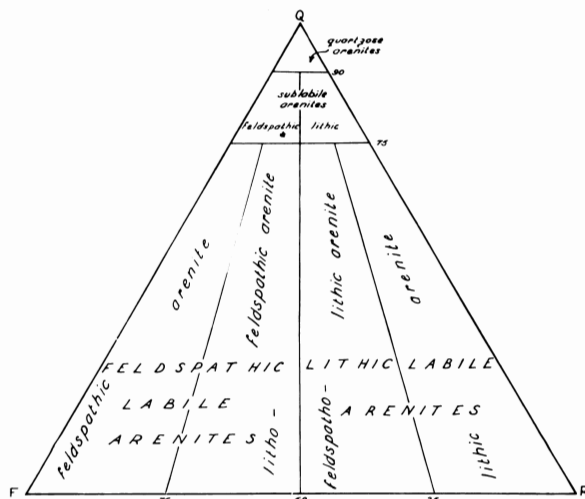 Q
quartzose
arenites
90
sublabile
arenites
feldspathic
lithic
75
arenite
feldspathic arenite
lithic arenite
arenite
FELDSPATHIC
LITHIC LABILE
feldspathic
LABILE
ARENITES
litho-
feldspatho-
ARENITES
lithic
F
R